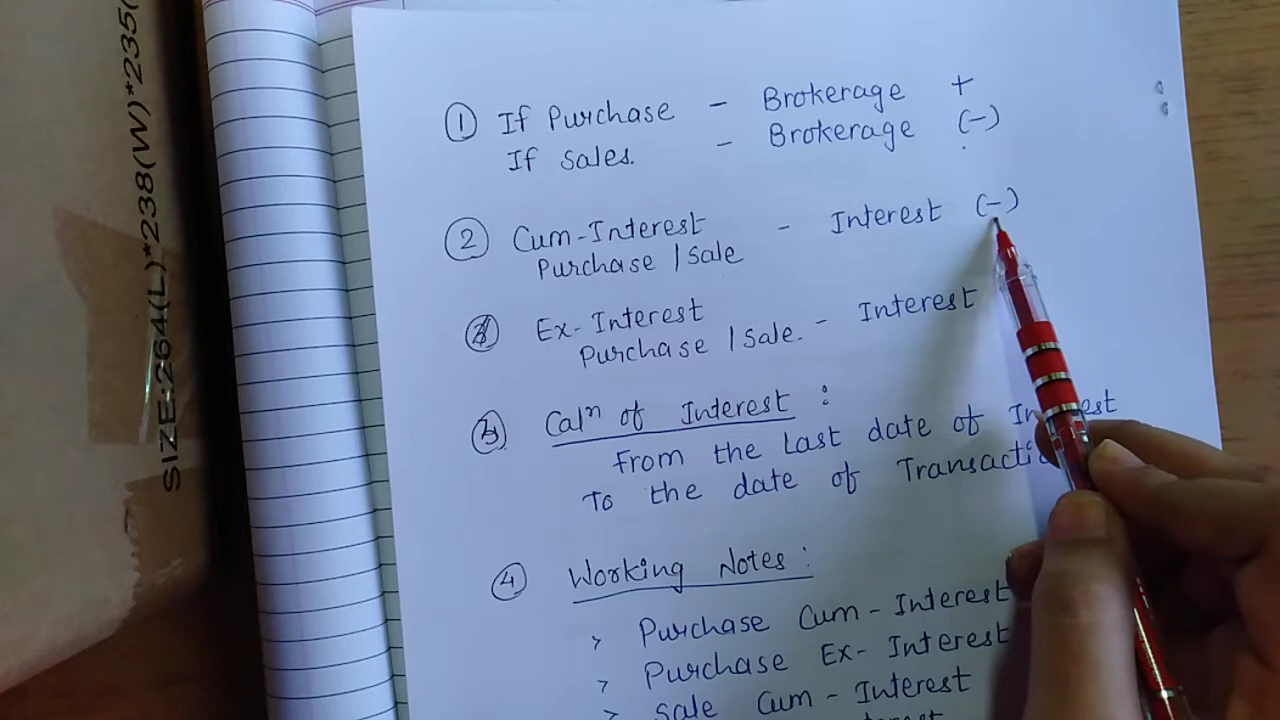 SIZE:264(L)*238(W)*235(
① If Purchase - Brokerage +
If Sales. - Brokerage (-)
② Cum-Interest - Interest (-)
Purchase / Sale
Ex-Interest - Interest
Purchase / Sale.
③ Calⁿ of Interest :
From the Last date of
To the date of
④ Working Notes :
> Purchase Cum - Interest
> Purchase Ex - Interest
> Sale Cum - Interest